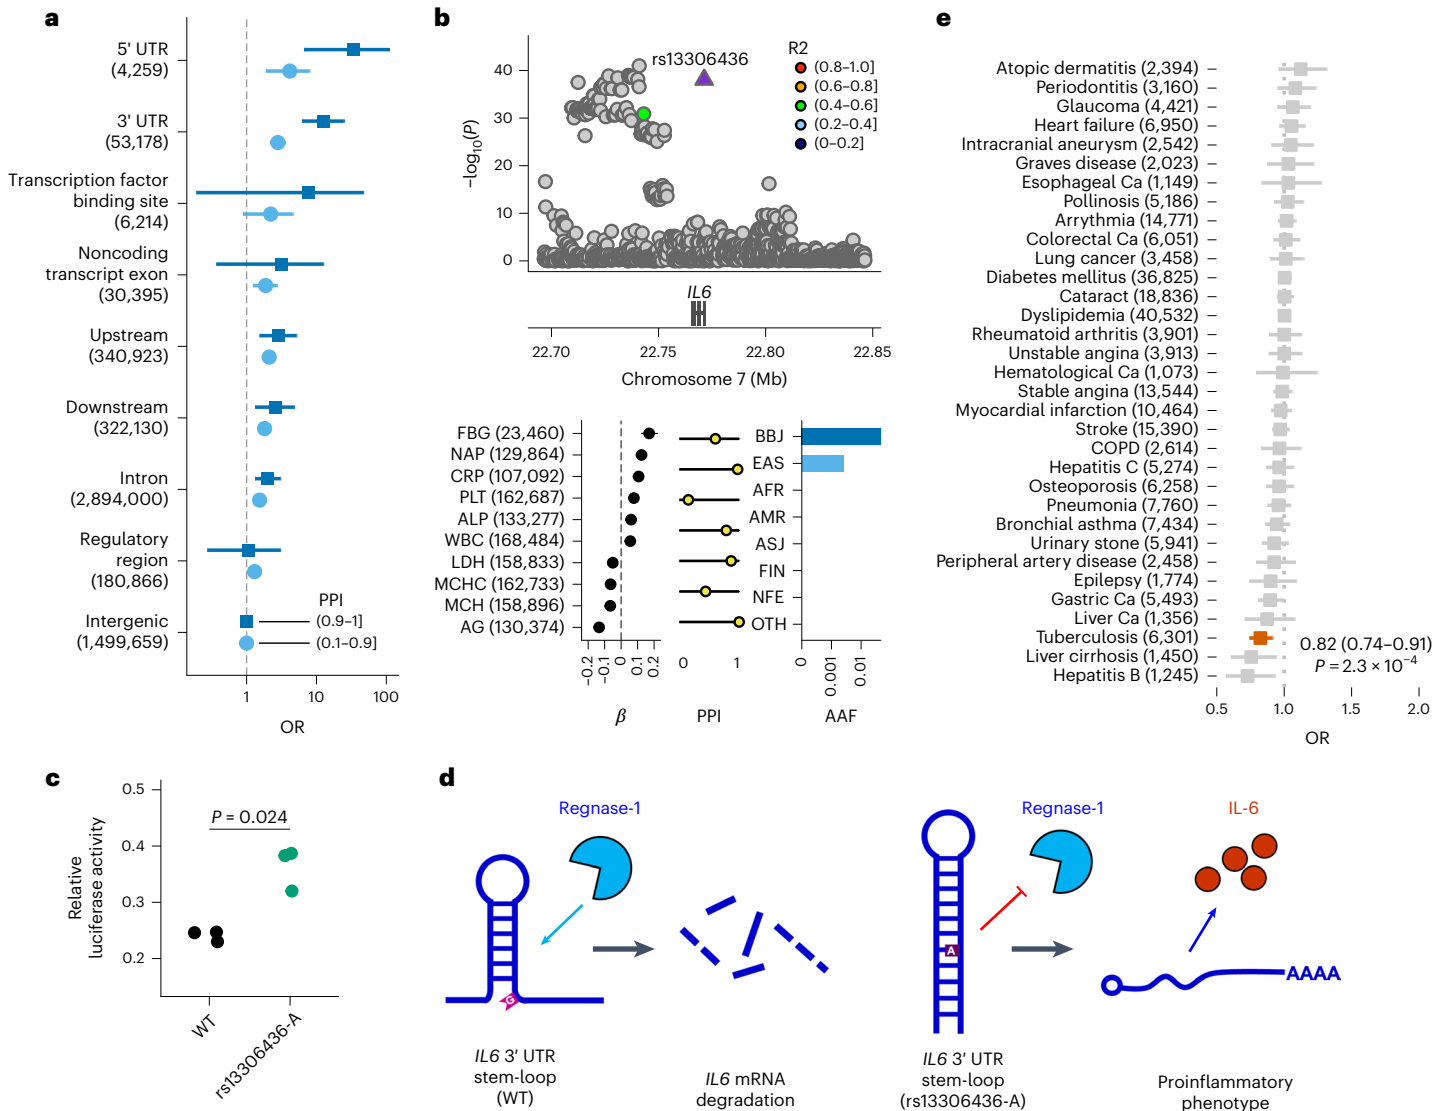 a
5' UTR
(4,259)
3' UTR
(53,178)
Transcription factor
binding site
(6,214)
Noncoding
transcript exon
(30,395)
Upstream
(340,923)
Downstream
(322,130)
Intron
(2,894,000)
Regulatory
region
(180,866)
Intergenic
(1,499,659)
PPI
(0.9–1]
(0.1–0.9]
1
10
100
OR
b
rs13306436
R2
(0.8–1.0]
(0.6–0.8]
(0.4–0.6]
(0.2–0.4]
(0–0.2]
−log10(P)
40
30
20
10
0
IL6
22.70
22.75
22.80
22.85
Chromosome 7 (Mb)
FBG (23,460)
NAP (129,864)
CRP (107,092)
PLT (162,687)
ALP (133,277)
WBC (168,484)
LDH (158,833)
MCHC (162,733)
MCH (158,896)
AG (130,374)
−0.2
−0.1
0
0.1
0.2
β
0
1
PPI
BBJ
EAS
AFR
AMR
ASJ
FIN
NFE
OTH
0
0.001
0.01
AAF
e
Atopic dermatitis (2,394)
Periodontitis (3,160)
Glaucoma (4,421)
Heart failure (6,950)
Intracranial aneurysm (2,542)
Graves disease (2,023)
Esophageal Ca (1,149)
Pollinosis (5,186)
Arrythmia (14,771)
Colorectal Ca (6,051)
Lung cancer (3,458)
Diabetes mellitus (36,825)
Cataract (18,836)
Dyslipidemia (40,532)
Rheumatoid arthritis (3,901)
Unstable angina (3,913)
Hematological Ca (1,073)
Stable angina (13,544)
Myocardial infarction (10,464)
Stroke (15,390)
COPD (2,614)
Hepatitis C (5,274)
Osteoporosis (6,258)
Pneumonia (7,760)
Bronchial asthma (7,434)
Urinary stone (5,941)
Peripheral artery disease (2,458)
Epilepsy (1,774)
Gastric Ca (5,493)
Liver Ca (1,356)
Tuberculosis (6,301)
Liver cirrhosis (1,450)
Hepatitis B (1,245)
0.82 (0.74–0.91)
P = 2.3 × 10−4
0.5
1.0
1.5
2.0
OR
c
Relative
luciferase activity
0.5
0.4
0.3
0.2
P = 0.024
WT
rs13306436-A
d
Regnase-1
G
IL6 3' UTR
stem-loop
(WT)
IL6 mRNA
degradation
Regnase-1
A
IL6 3' UTR
stem-loop
(rs13306436-A)
IL-6
AAAA
Proinflammatory
phenotype